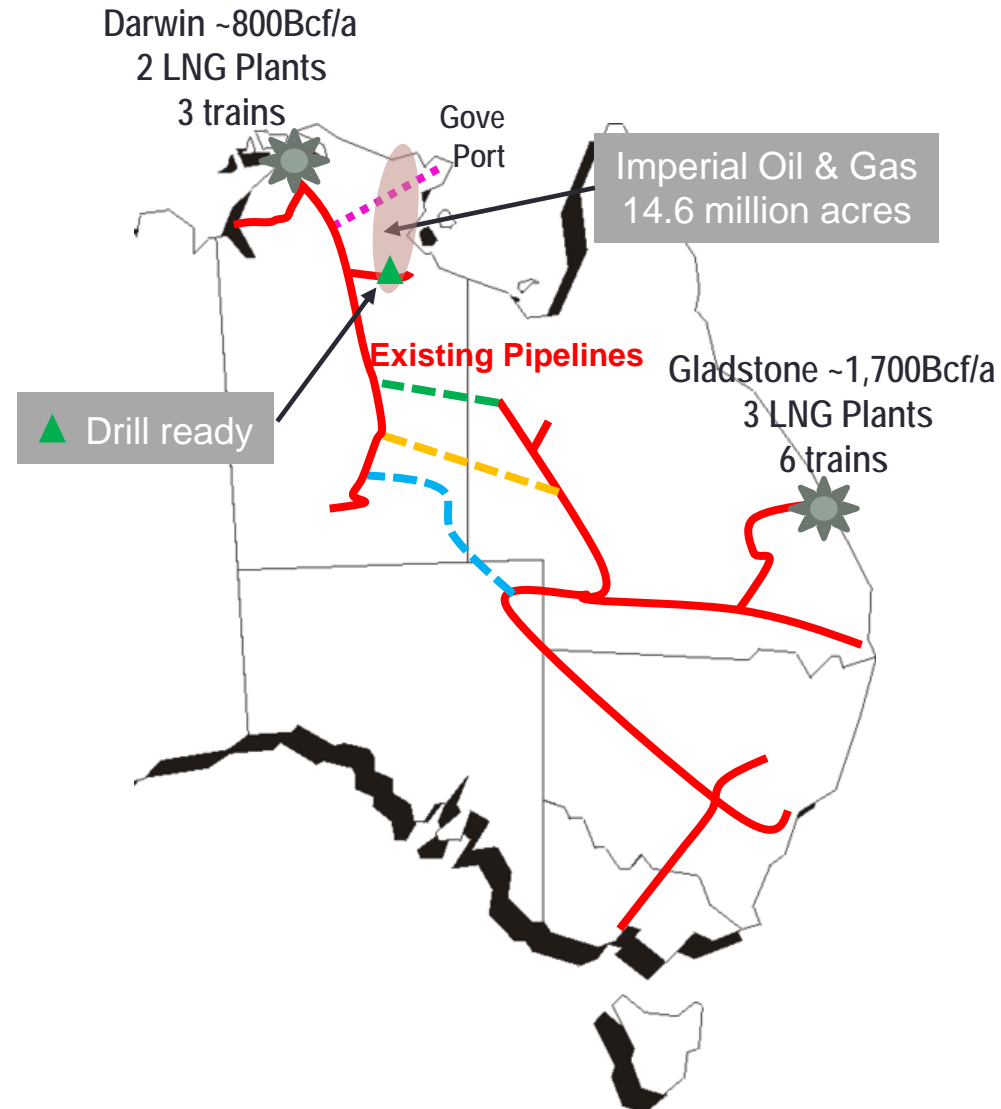 Darwin ~800Bcf/a
2 LNG Plants
3 trains
Gove
Port
Imperial Oil & Gas
14.6 million acres
Existing Pipelines
Gladstone ~1,700Bcf/a
3 LNG Plants
6 trains
Drill ready